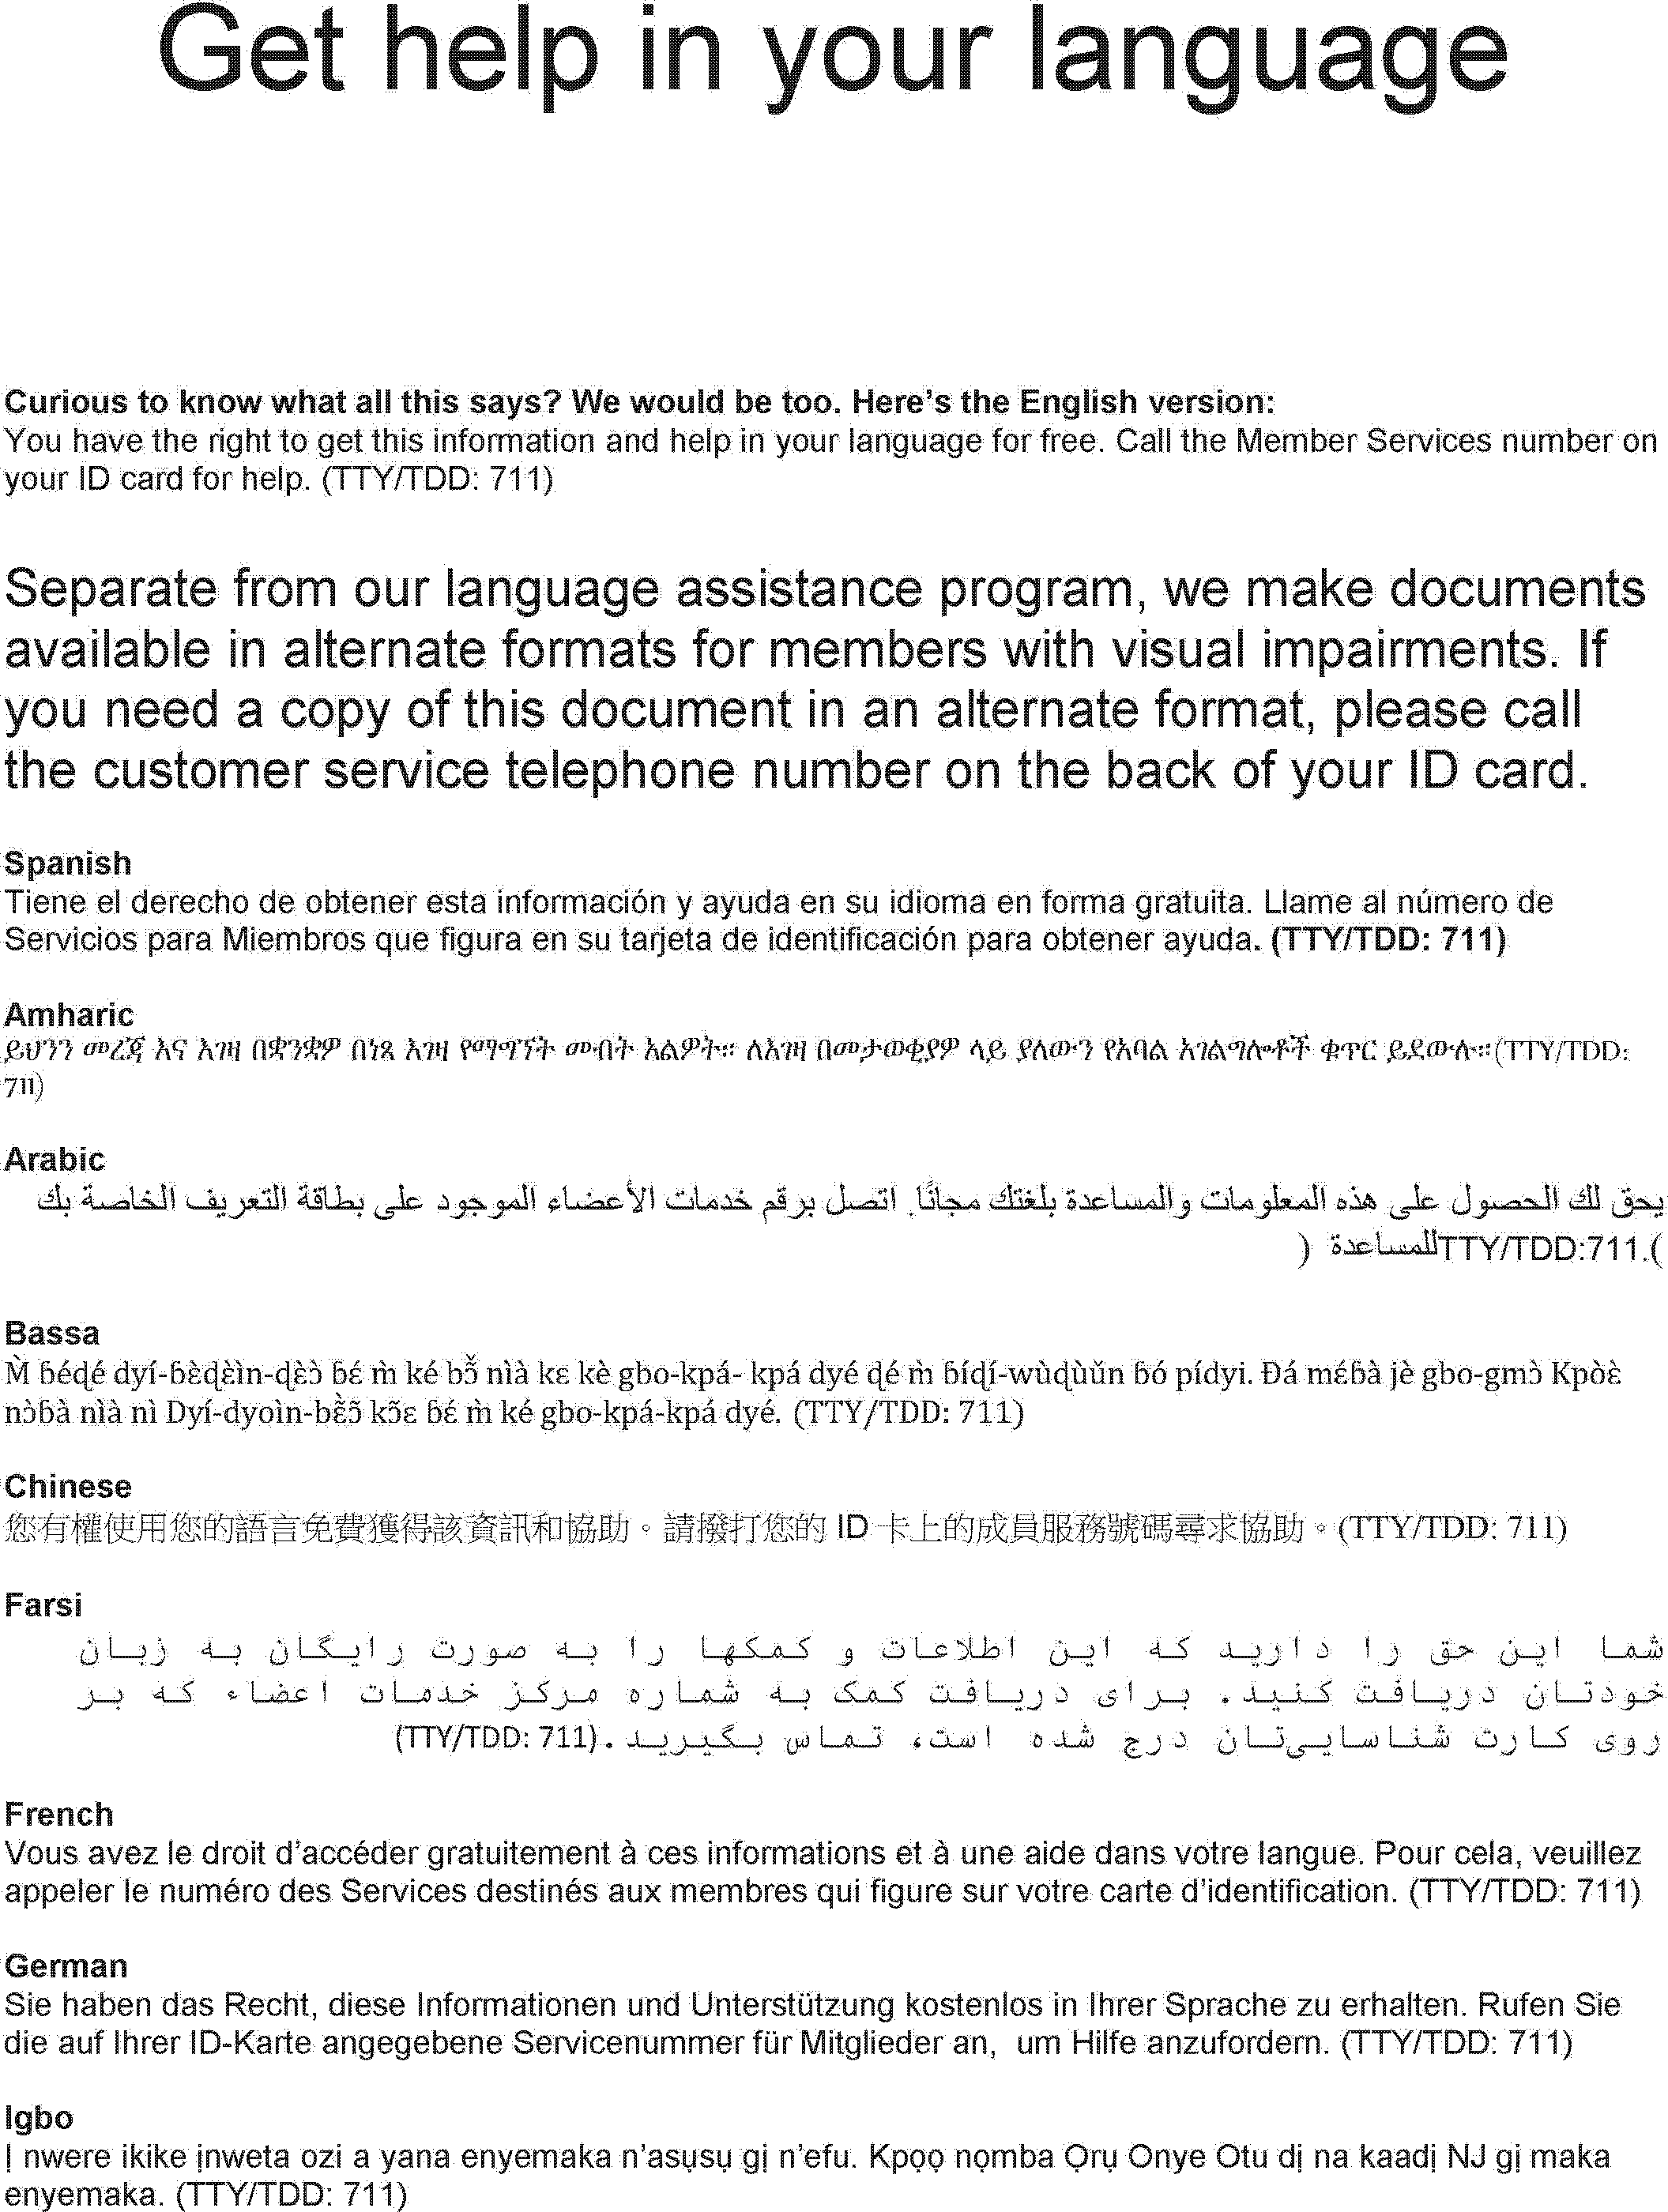 Get help in your language
Curious to know what all this says? We would be too. Here’s the English version:
You have the right to get this information and help in your language for free. Call the Member Services number on
your ID card for help. (TTY/TDD: 711)
Separate from our language assistance program, we make documents
available in alternate formats for members with visual impairments. If
you need a copy of this document in an alternate format, please call
the customer service telephone number on the back of your ID card.
Spanish
Tiene el derecho de obtener esta información y ayuda en su idioma en forma gratuita. Llame al número de
Servicios para Miembros que figura en su tarjeta de identificación para obtener ayuda. (TTY/TDD: 711)
Amharic
ይህንን መረጃ እና እገዛ በቋንቋዎ በነጻ እገዛ የማግኘት መብት አልዎት። ለእገዛ በመታወቂያዎ ላይ ያለውን የአባል አገልግሎቶች ቁጥር ይደውሉ።(TTY/TDD:
711)
Arabic
يحق لك الحصول على هذه المعلومات والمساعدة بلغتك مجانًا. اتصل برقم خدمات الأعضاء الموجود على بطاقة التعريف الخاصة بك
للمساعدة (TTY/TDD:711).
Bassa
M̀ ɓéɖé dyí-ɓɛ̀ɖɛ̀ìn-ɖɛ̀ɔ̀ ɓɛ́ m̀ ké bɔ̃̌ nìà kɛ kè gbo-kpá- kpá dyé ɖé m̀ ɓíɖí-wùɖùǔn ɓó pídyi. Ɖá mɛ́ɓà jè gbo-gmɔ̀ Kpòɛ̀
nɔ̀ɓà nìà nì Dyí-dyoìn-bɛ̃̀ɔ̃ kɔ̃ɛ ɓɛ́ m̀ ké gbo-kpá-kpá dyé. (TTY/TDD: 711)
Chinese
您有權使用您的語言免費獲得該資訊和協助。請撥打您的 ID 卡上的成員服務號碼尋求協助。(TTY/TDD: 711)
Farsi
شما این حق را دارید که این اطلاعات و کمکها را به صورت رایگان به زبان
خودتان دریافت کنید. برای دریافت کمک به شماره مرکز خدمات اعضاء که بر
روی کارت شناسایی‌تان درج شده است، تماس بگیرید.(TTY/TDD: 711)
French
Vous avez le droit d’accéder gratuitement à ces informations et à une aide dans votre langue. Pour cela, veuillez
appeler le numéro des Services destinés aux membres qui figure sur votre carte d’identification. (TTY/TDD: 711)
German
Sie haben das Recht, diese Informationen und Unterstützung kostenlos in Ihrer Sprache zu erhalten. Rufen Sie
die auf Ihrer ID-Karte angegebene Servicenummer für Mitglieder an,  um Hilfe anzufordern. (TTY/TDD: 711)
Igbo
Ị nwere ikike ịnweta ozi a yana enyemaka n’asụsụ gị n’efu. Kpọọ nọmba Ọrụ Onye Otu dị na kaadị NJ gị maka
enyemaka. (TTY/TDD: 711)